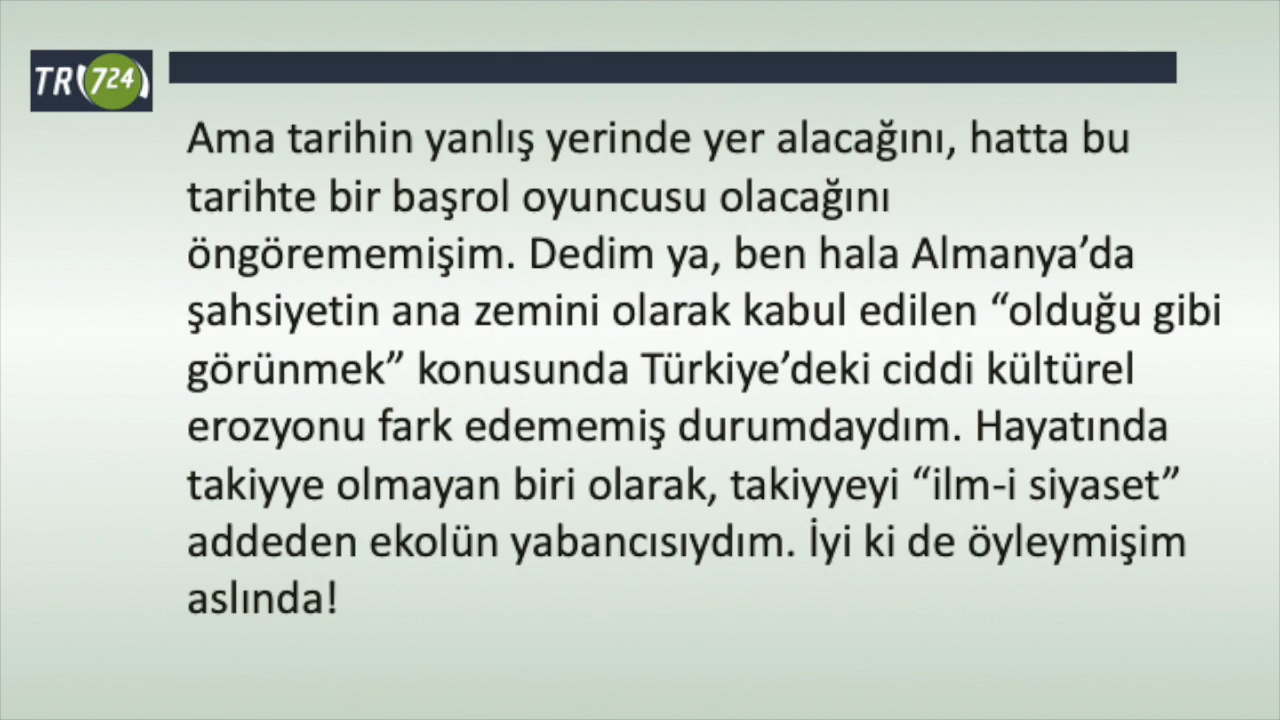 TR724
Ama tarihin yanlış yerinde yer alacağını, hatta bu
tarihte bir başrol oyuncusu olacağını
öngörememişim. Dedim ya, ben hala Almanya’da
şahsiyetin ana zemini olarak kabul edilen “olduğu gibi
görünmek” konusunda Türkiye’deki ciddi kültürel
erozyonu fark edememiş durumdaydım. Hayatında
takiyye olmayan biri olarak, takiyyeyi “ilm-i siyaset”
addeden ekolün yabancısıydım. İyi ki de öyleymişim
aslında!